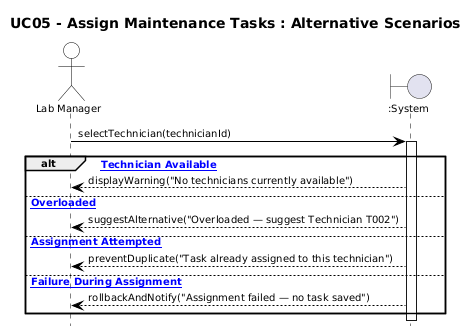 UC05 - Assign Maintenance Tasks : Alternative Scenarios
Lab Manager
:System
selectTechnician(technicianId)
alt
Technician Available
displayWarning("No technicians currently available")
Overloaded
suggestAlternative("Overloaded — suggest Technician T002")
Assignment Attempted
preventDuplicate("Task already assigned to this technician")
Failure During Assignment
rollbackAndNotify("Assignment failed — no task saved")